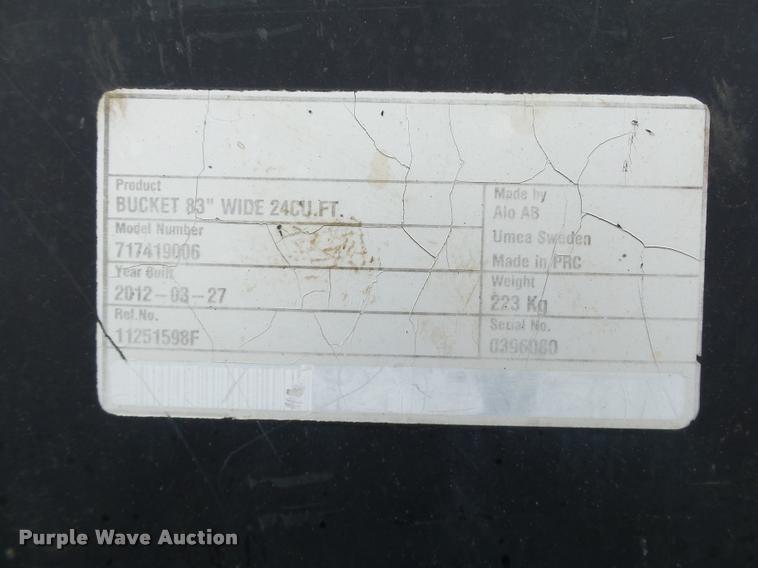 Product
BUCKET 83" WIDE 24CU.FT.
Model Number
717419006
Year Built
2012-03-27
Ref.No.
11251598F
Made by
Alo AB
Umea Sweden
Made in PRC
Weight
223 Kg
Serial No.
0396080
Purple Wave Auction